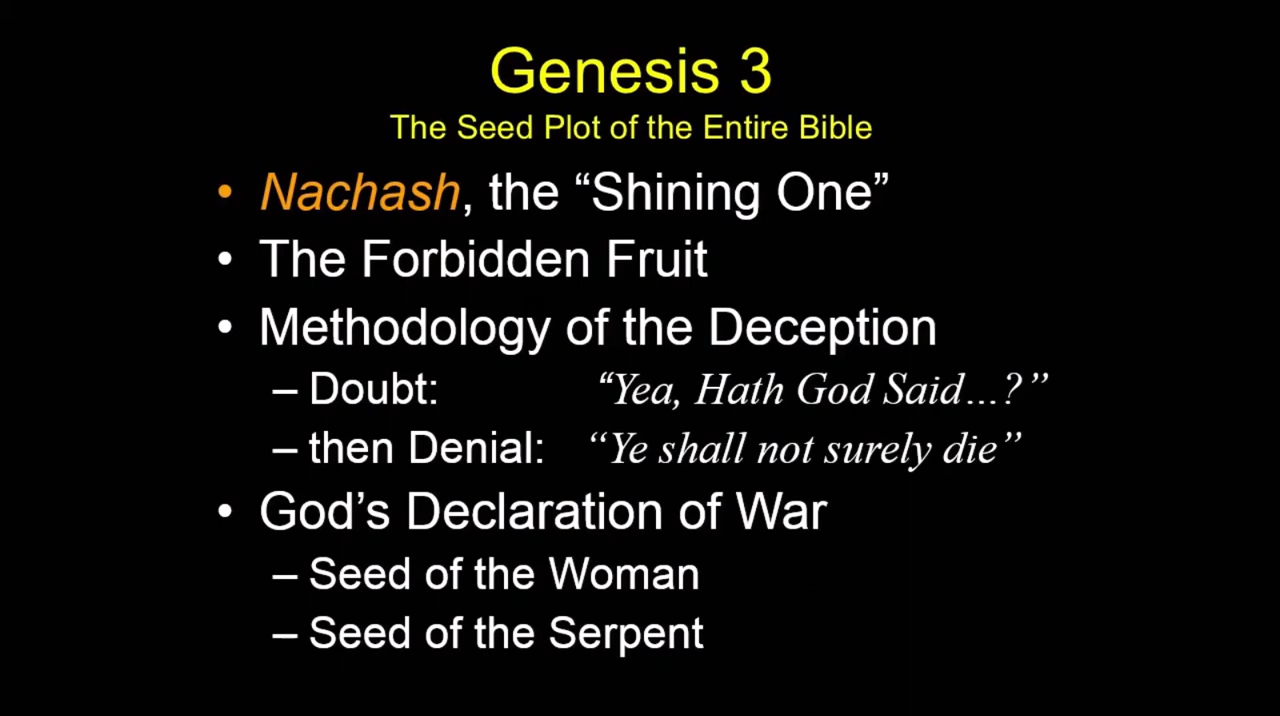 Genesis 3
The Seed Plot of the Entire Bible
• Nachash, the “Shining One”
• The Forbidden Fruit
• Methodology of the Deception
– Doubt: “Yea, Hath God Said…?”
– then Denial: “Ye shall not surely die”
• God’s Declaration of War
– Seed of the Woman
– Seed of the Serpent